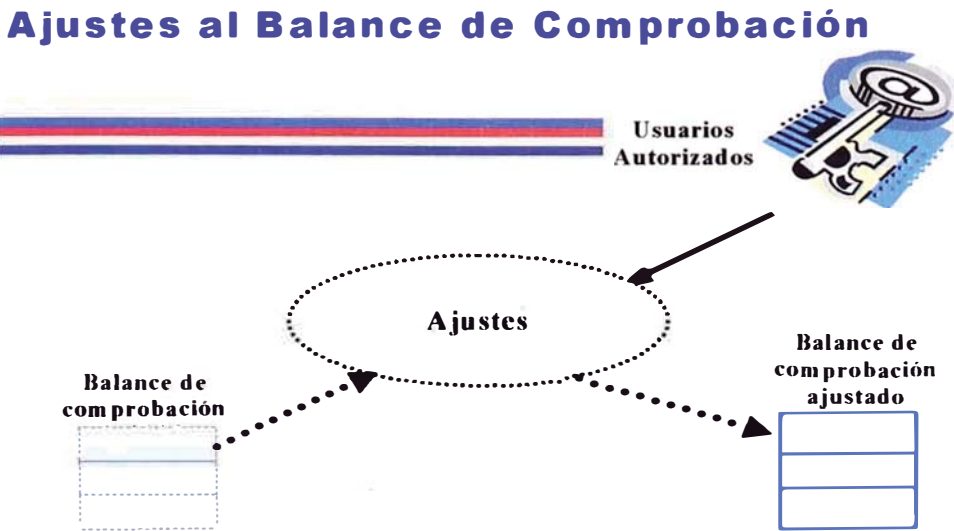 Ajustes al Balance de Comprobación
Usuarios
Autorizados
@
Ajustes
Balance de
comprobación
ajustado
Balance de
comprobación